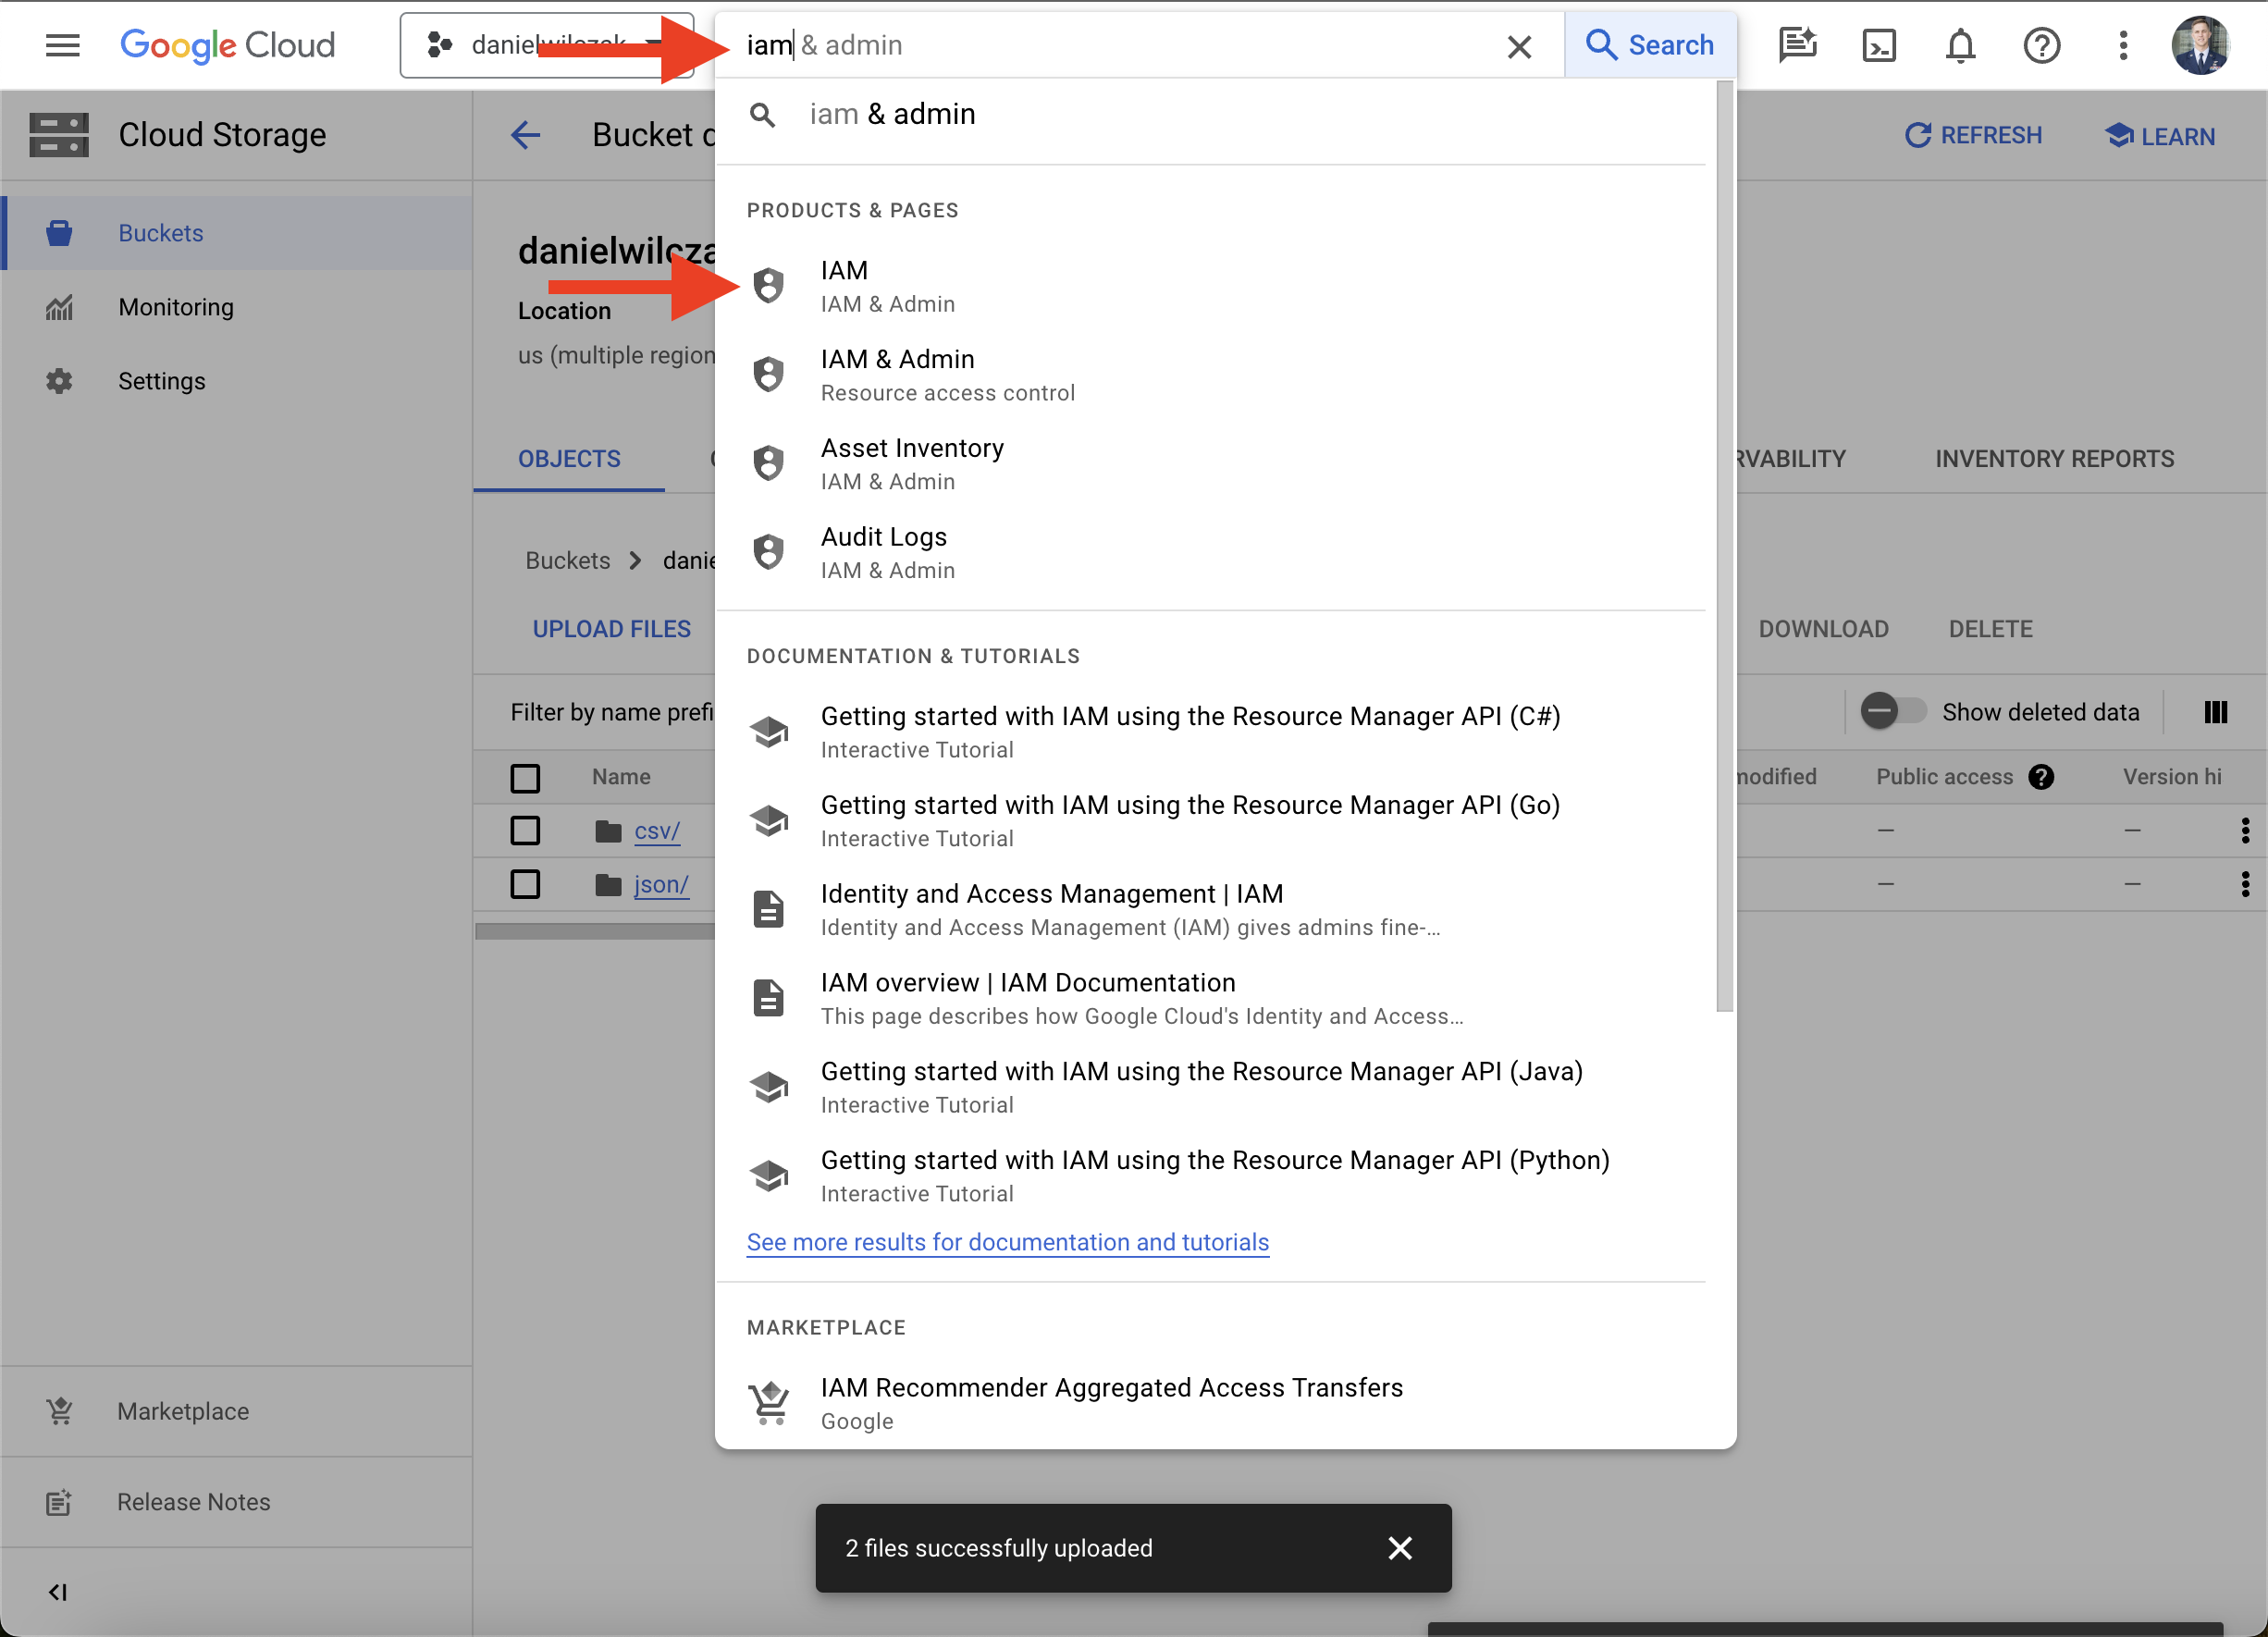 Google Cloud
danielwilczak
iam & admin
Search
iam & admin
Cloud Storage
Bucket
REFRESH
LEARN
PRODUCTS & PAGES
IAM
IAM & Admin
IAM & Admin
Resource access control
Asset Inventory
IAM & Admin
Audit Logs
IAM & Admin
Buckets
Monitoring
Settings
danielwilcza
Location
us (multiple region
OBJECTS
RVABILITY
INVENTORY REPORTS
Buckets
danie
UPLOAD FILES
DOWNLOAD
DELETE
Filter by name prefi
Show deleted data
Name
modified
Public access
Version hi
csv/
—
—
json/
—
—
DOCUMENTATION & TUTORIALS
Getting started with IAM using the Resource Manager API (C#)
Interactive Tutorial
Getting started with IAM using the Resource Manager API (Go)
Interactive Tutorial
Identity and Access Management | IAM
Identity and Access Management (IAM) gives admins fine-...
IAM overview | IAM Documentation
This page describes how Google Cloud's Identity and Access...
Getting started with IAM using the Resource Manager API (Java)
Interactive Tutorial
Getting started with IAM using the Resource Manager API (Python)
Interactive Tutorial
See more results for documentation and tutorials
MARKETPLACE
IAM Recommender Aggregated Access Transfers
Google
Marketplace
Release Notes
2 files successfully uploaded